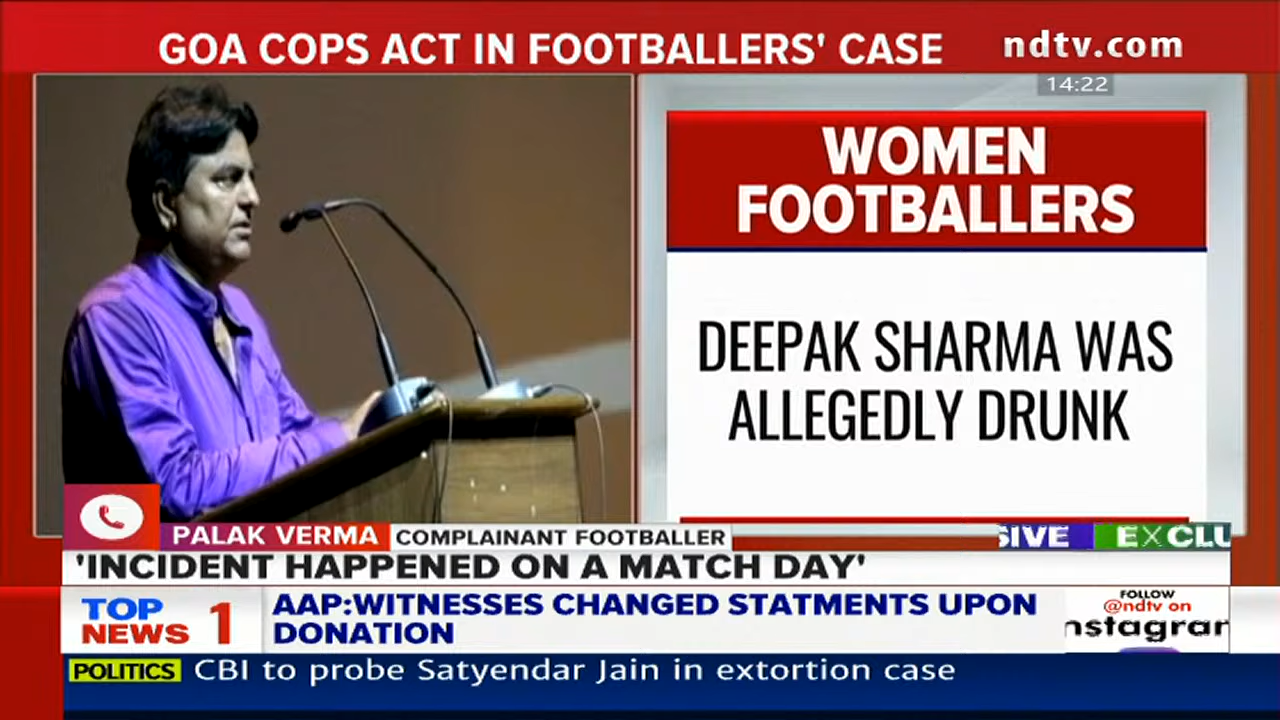 GOA COPS ACT IN FOOTBALLERS' CASE
ndtv.com
14:22
WOMEN
FOOTBALLERS
DEEPAK SHARMA WAS
ALLEGEDLY DRUNK
PALAK VERMA COMPLAINANT FOOTBALLER
SIVE EXCLU
'INCIDENT HAPPENED ON A MATCH DAY'
TOP
NEWS 1
AAP:WITNESSES CHANGED STATMENTS UPON
DONATION
FOLLOW
@ndtv on
nstagram
POLITICS CBI to probe Satyendar Jain in extortion case